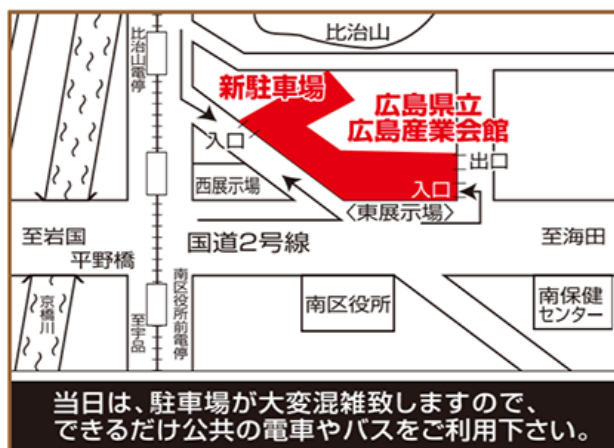 比治山
比治山電停
新駐車場
広島県立
広島産業会館
入口
出口
西展示場
入口
〈東展示場〉
至岩国
国道2号線
至海田
平野橋
京橋川
至宇品
南区役所前電停
南区役所
南保健
センター
当日は、駐車場が大変混雑致しますので、
できるだけ公共の電車やバスをご利用下さい。